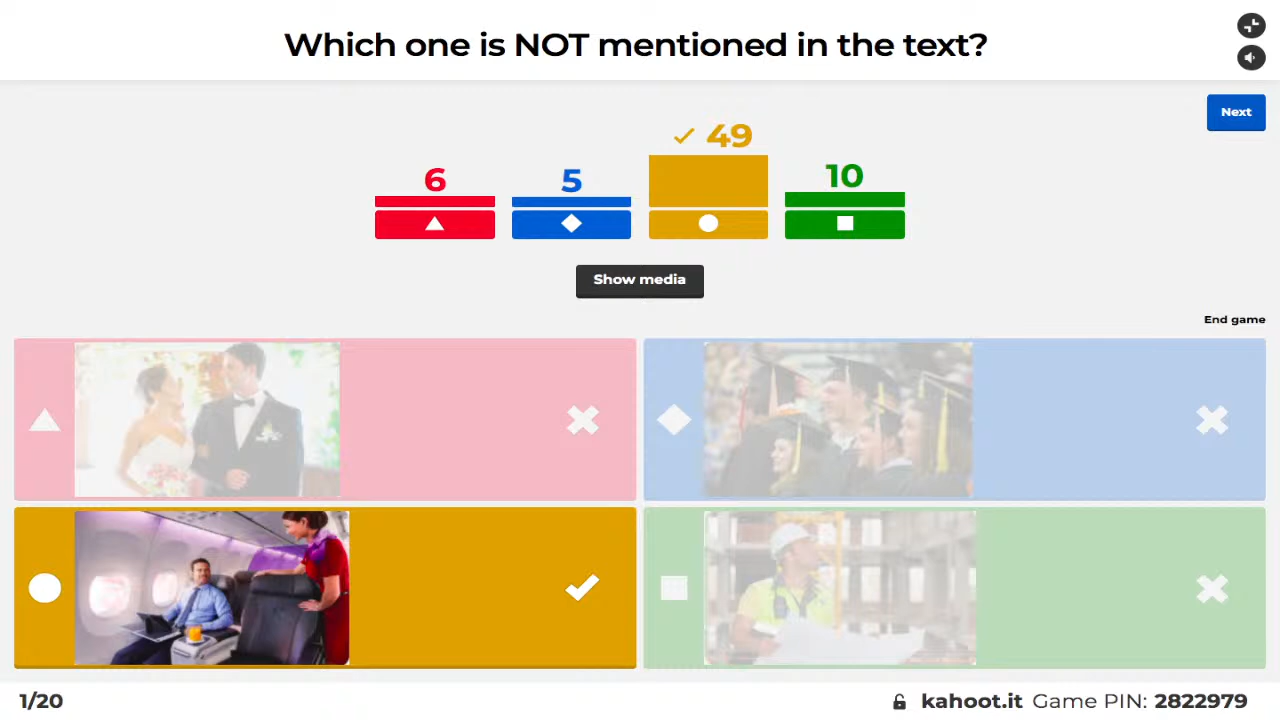 Which one is NOT mentioned in the text?
Next
6
5
49
10
Show media
End game
1/20
kahoot.it Game PIN: 2822979